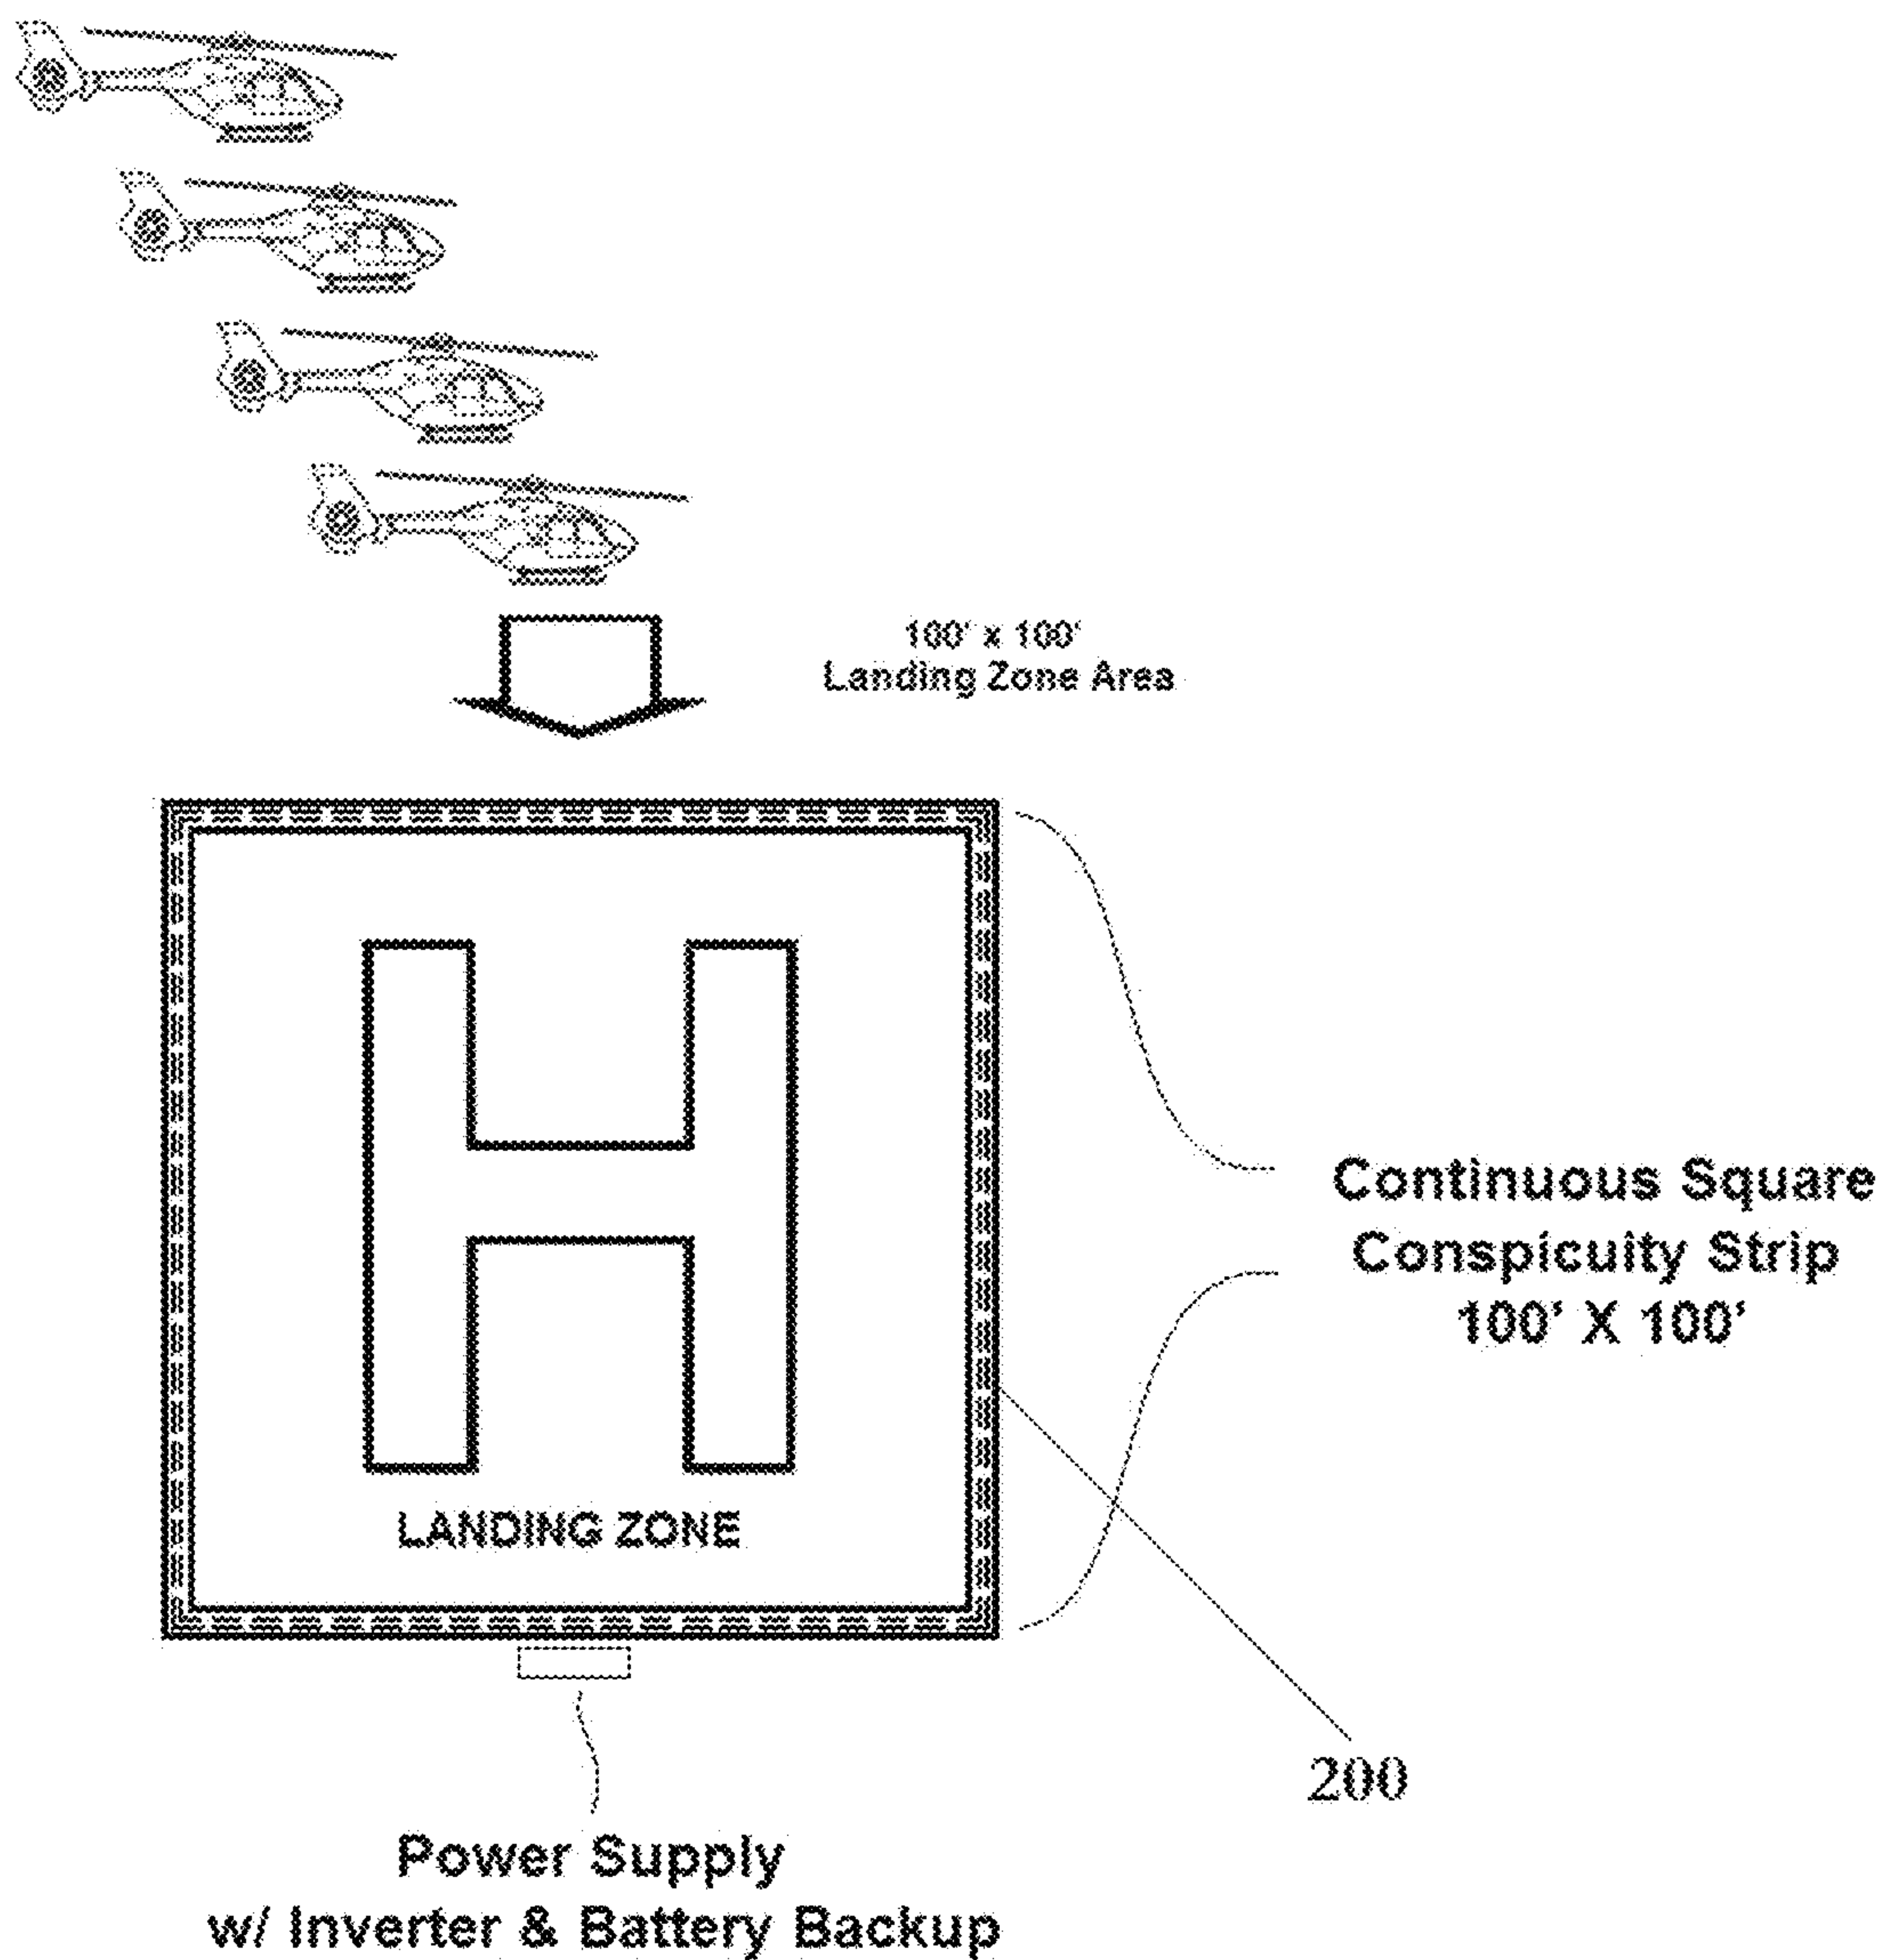 100' x 100'
Landing Zone Area
H
Continuous Square
Conspicuity Strip
100' X 100'
LANDING ZONE
200
Power Supply
w/ Inverter & Battery Backup